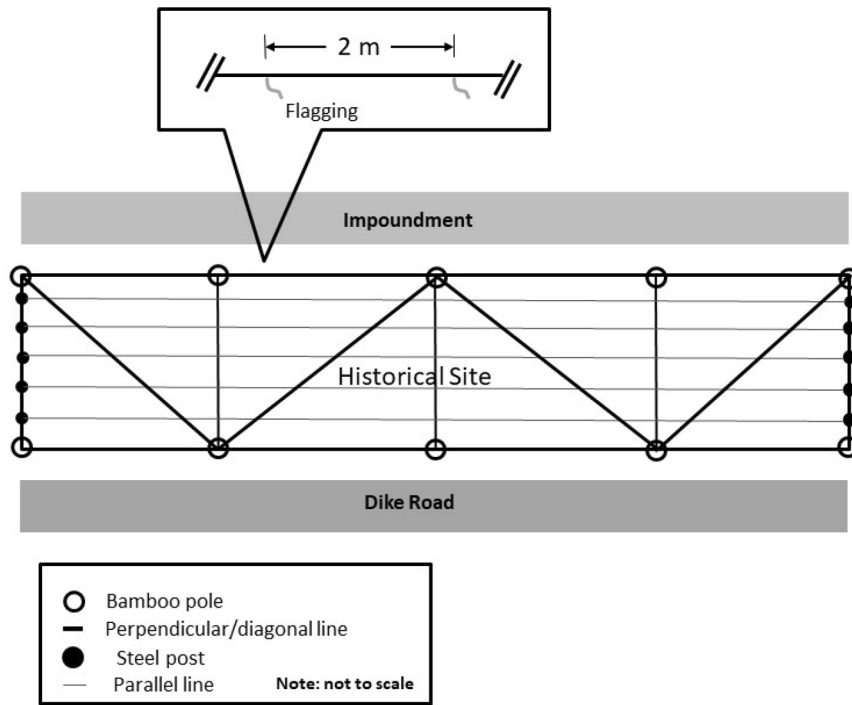 2 m
Flagging
Impoundment
Historical Site
Dike Road
Bamboo pole
Perpendicular/diagonal line
Steel post
Parallel line
Note: not to scale